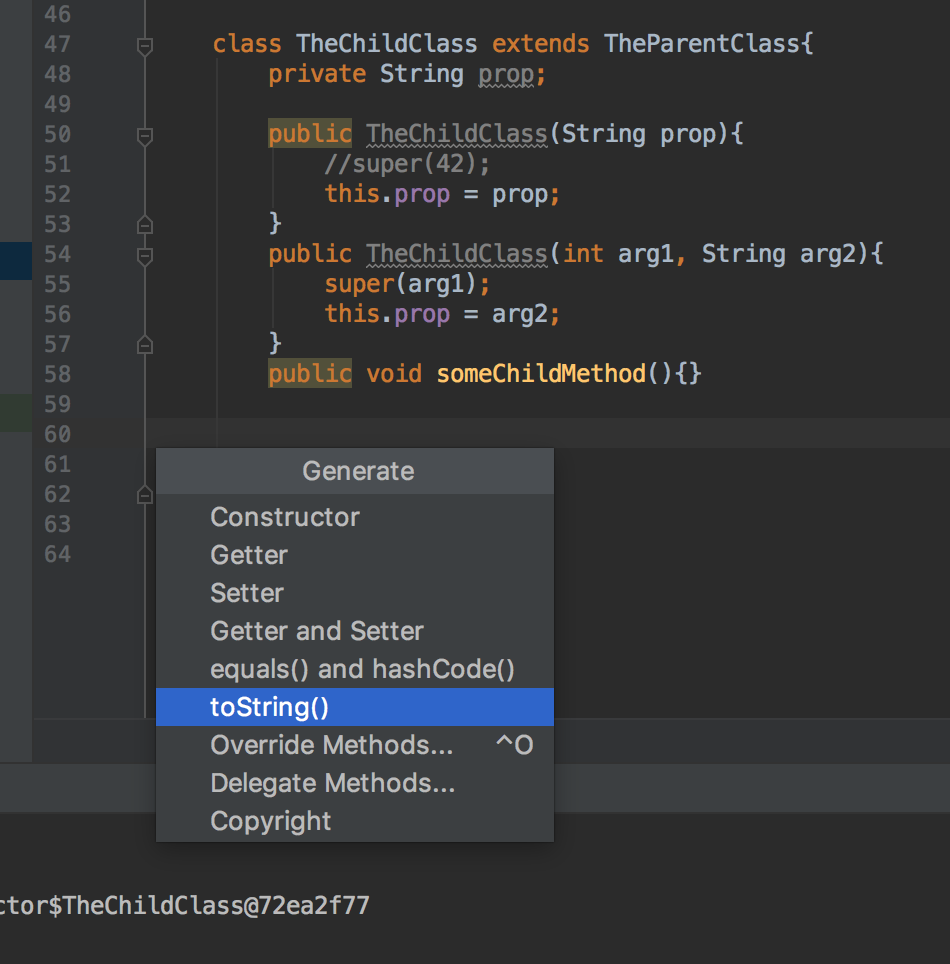 46
47 class TheChildClass extends TheParentClass{
48 private String prop;
49
50 public TheChildClass(String prop){
51 //super(42);
52 this.prop = prop;
53 }
54 public TheChildClass(int arg1, String arg2){
55 super(arg1);
56 this.prop = arg2;
57 }
58 public void someChildMethod(){}
59
60
61
62
63
64
Generate
Constructor
Getter
Setter
Getter and Setter
equals() and hashCode()
toString()
Override Methods... ^O
Delegate Methods...
Copyright
ctor$TheChildClass@72ea2f77